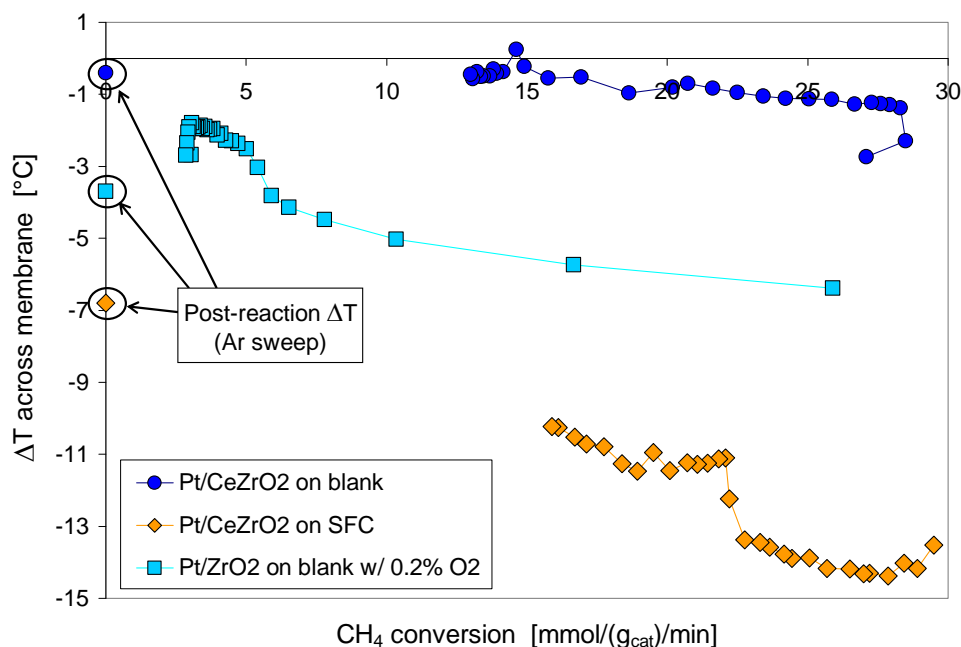 1
-1
-3
-5
-7
-9
-11
-13
-15
0
5
10
15
20
25
30
ΔT across membrane [°C]
Post-reaction ΔT
(Ar sweep)
Pt/CeZrO2 on blank
Pt/CeZrO2 on SFC
Pt/ZrO2 on blank w/ 0.2% O2
CH₄ conversion [mmol/(g_cat)/min]